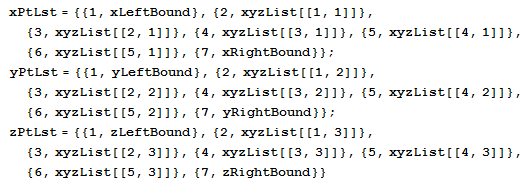 xPtLst = {{1, xLeftBound}, {2, xyzList[[1, 1]]},
{3, xyzList[[2, 1]]}, {4, xyzList[[3, 1]]}, {5, xyzList[[4, 1]]},
{6, xyzList[[5, 1]]}, {7, xRightBound}};
yPtLst = {{1, yLeftBound}, {2, xyzList[[1, 2]]},
{3, xyzList[[2, 2]]}, {4, xyzList[[3, 2]]}, {5, xyzList[[4, 2]]},
{6, xyzList[[5, 2]]}, {7, yRightBound}};
zPtLst = {{1, zLeftBound}, {2, xyzList[[1, 3]]},
{3, xyzList[[2, 3]]}, {4, xyzList[[3, 3]]}, {5, xyzList[[4, 3]]},
{6, xyzList[[5, 3]]}, {7, zRightBound}}